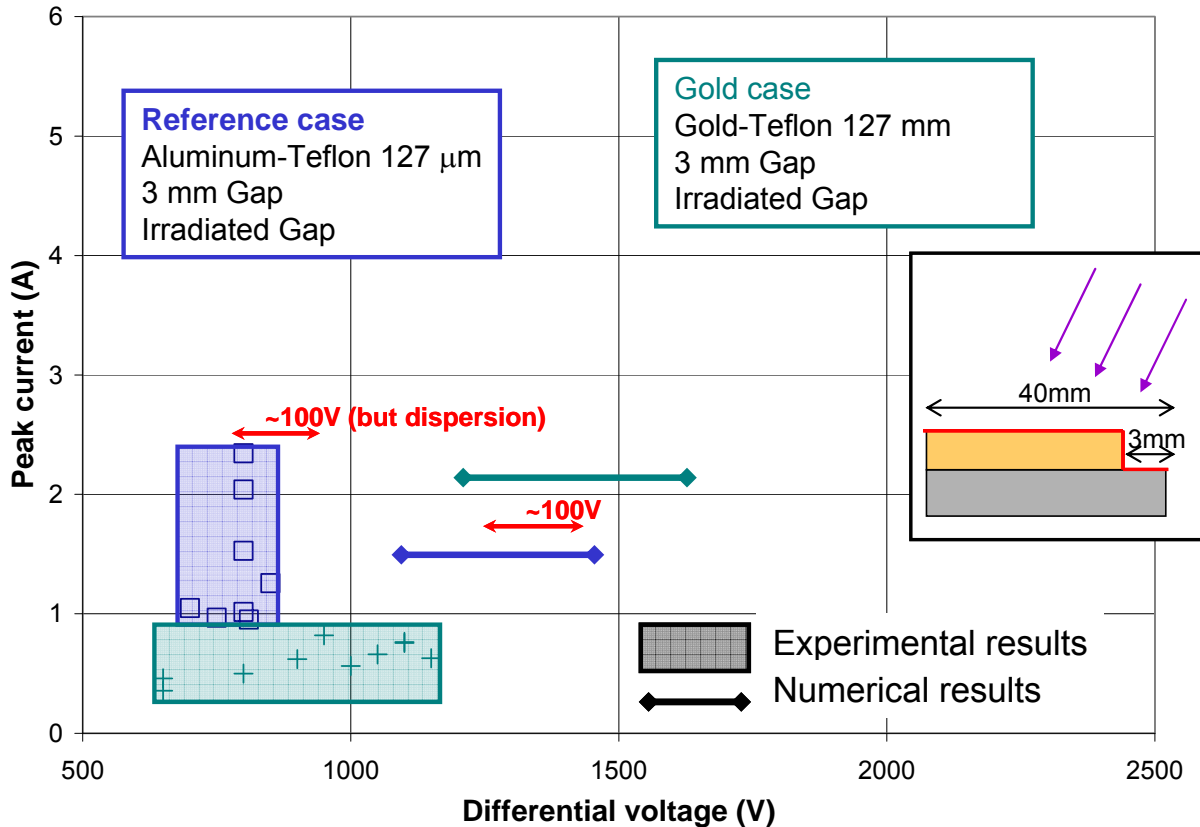 6
5
4
3
2
1
0
Peak current (A)
500
1000
1500
2000
2500
Differential voltage (V)
Reference case
Aluminum-Teflon 127 μm
3 mm Gap
Irradiated Gap
Gold case
Gold-Teflon 127 mm
3 mm Gap
Irradiated Gap
40mm
3mm
~100V (but dispersion)
~100V
Experimental results
Numerical results